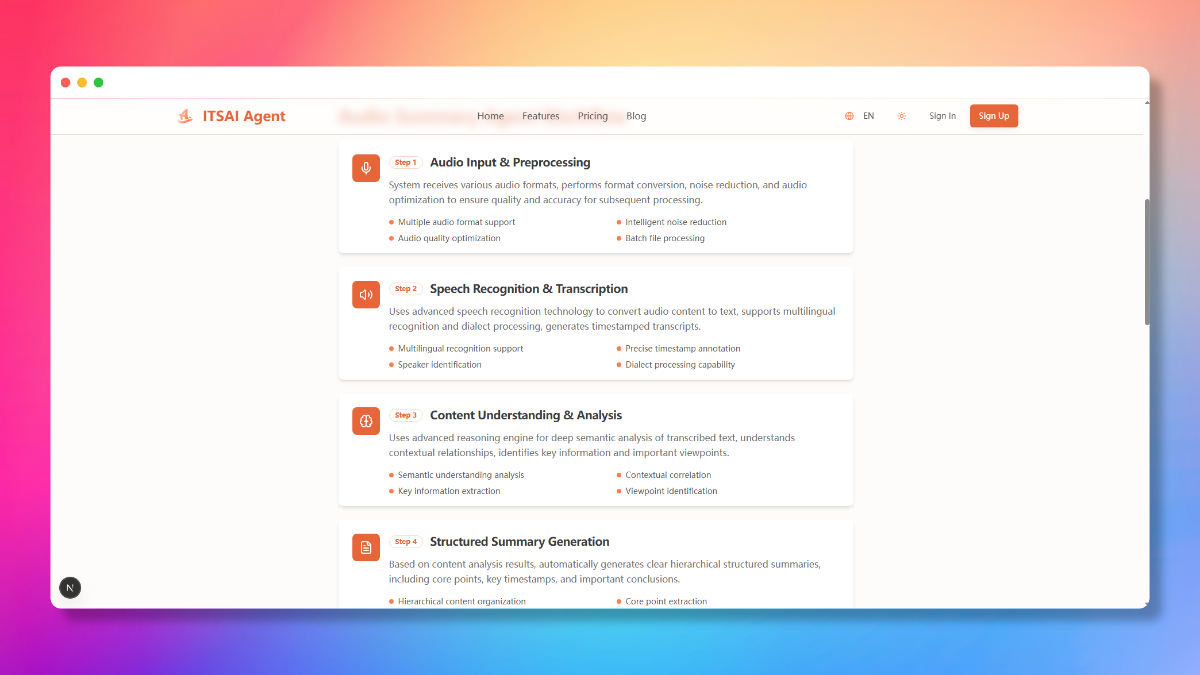 ITSAI Agent
Home Features Pricing Blog
EN Sign In Sign Up
Step 1 Audio Input & Preprocessing
System receives various audio formats, performs format conversion, noise reduction, and audio
optimization to ensure quality and accuracy for subsequent processing.
Multiple audio format support
Intelligent noise reduction
Audio quality optimization
Batch file processing
Step 2 Speech Recognition & Transcription
Uses advanced speech recognition technology to convert audio content to text, supports multilingual
recognition and dialect processing, generates timestamped transcripts.
Multilingual recognition support
Precise timestamp annotation
Speaker identification
Dialect processing capability
Step 3 Content Understanding & Analysis
Uses advanced reasoning engine for deep semantic analysis of transcribed text, understands
contextual relationships, identifies key information and important viewpoints.
Semantic understanding analysis
Contextual correlation
Key information extraction
Viewpoint identification
Step 4 Structured Summary Generation
Based on content analysis results, automatically generates clear hierarchical structured summaries,
including core points, key timestamps, and important conclusions.
Hierarchical content organization
Core point extraction
N